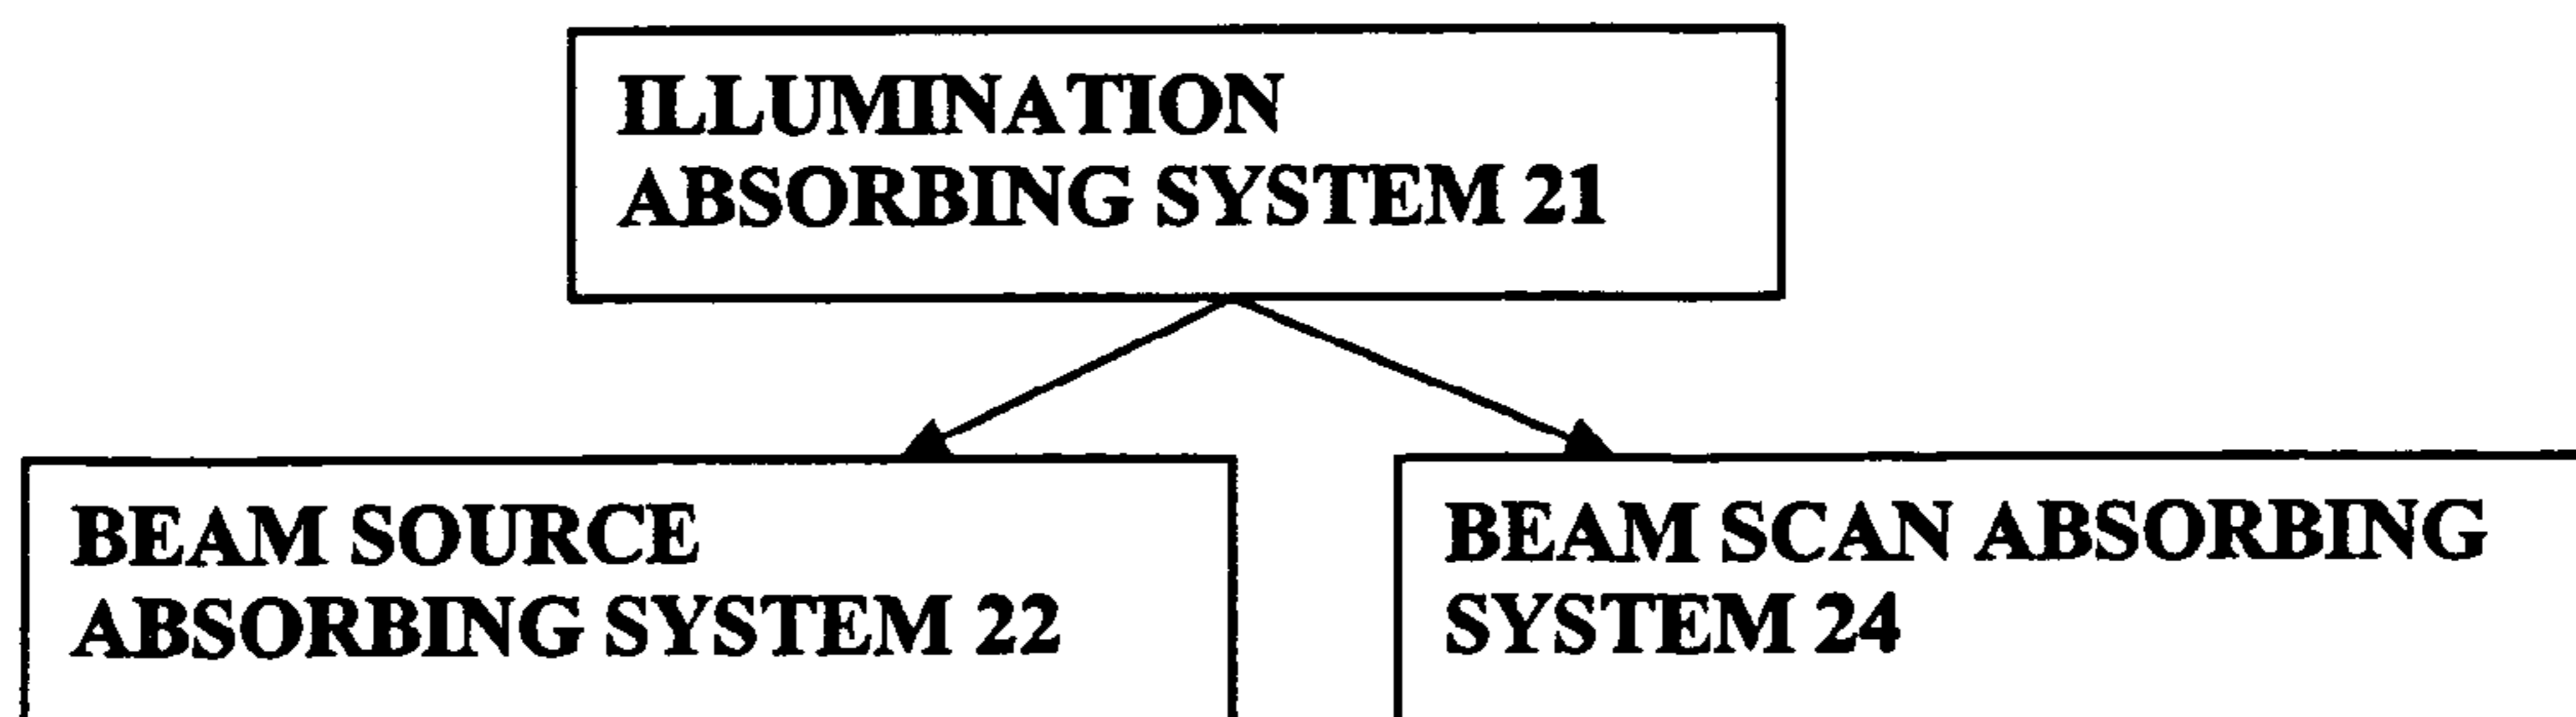 ILLUMINATION
ABSORBING SYSTEM 21
BEAM SOURCE
ABSORBING SYSTEM 22
BEAM SCAN ABSORBING
SYSTEM 24